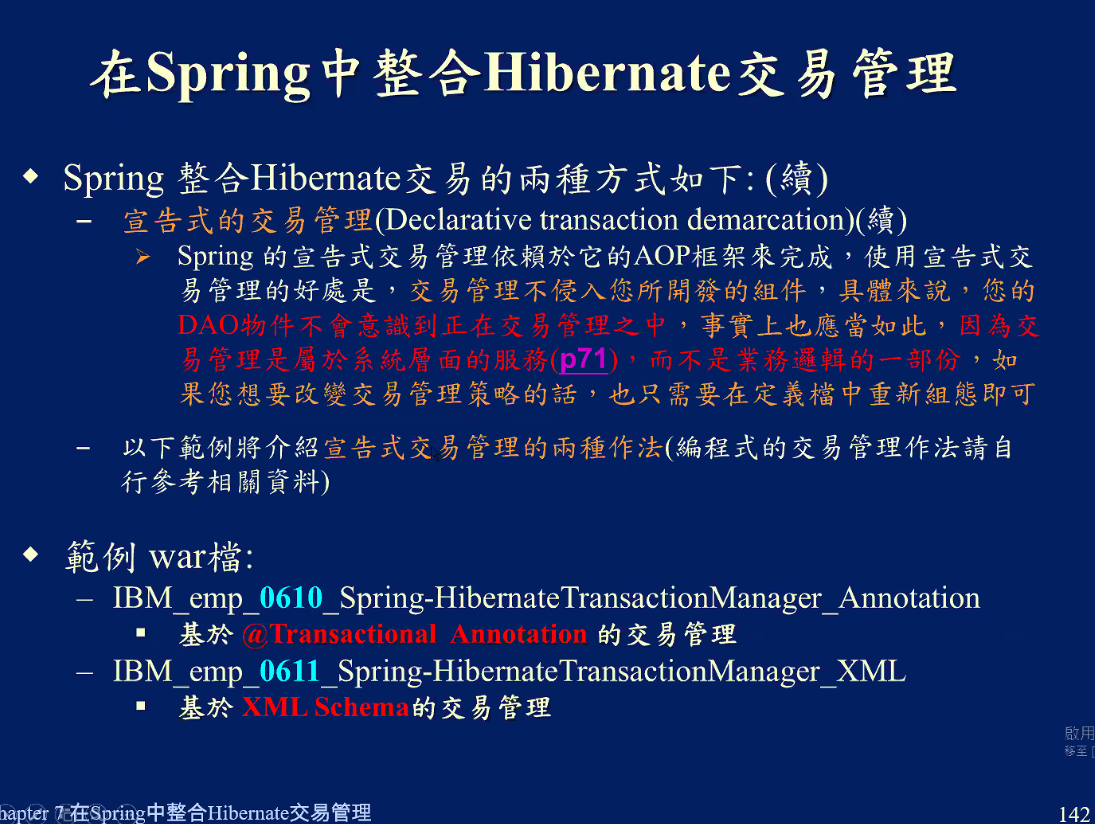 在Spring中整合Hibernate交易管理
Spring 整合Hibernate交易的兩種方式如下: (續)
– 宣告式的交易管理(Declarative transaction demarcation)(續)
Spring 的宣告式交易管理依賴於它的AOP框架來完成，使用宣告式交
易管理的好處是，交易管理不侵入您所開發的組件，具體來說，您的
DAO物件不會意識到正在交易管理之中，事實上也應當如此，因為交
易管理是屬於系統層面的服務(p71)，而不是業務邏輯的一部份，如
果您想要改變交易管理策略的話，也只需要在定義檔中重新組態即可
– 以下範例將介紹宣告式交易管理的兩種作法(編程式的交易管理作法請自
行參考相關資料)
範例 war檔:
– IBM_emp_0610_Spring-HibernateTransactionManager_Annotation
基於 @Transactional Annotation 的交易管理
– IBM_emp_0611_Spring-HibernateTransactionManager_XML
基於 XML Schema的交易管理
啟用
移至 [
hapter 7 在Spring中整合Hibernate交易管理
142